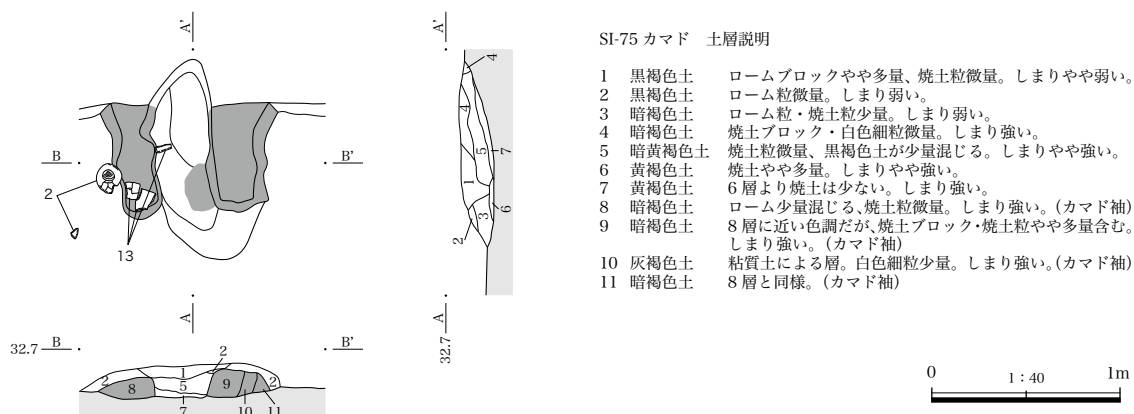 SI-75 カマド 土層説明
1 黒褐色土 ロームブロックやや多量、焼土粒微量。しまりやや弱い。
2 黒褐色土 ローム粒微量。しまり弱い。
3 暗褐色土 ローム粒・焼土粒少量。しまり弱い。
4 暗褐色土 焼土ブロック・白色細粒微量。しまり強い。
5 暗黄褐色土 焼土粒微量、黒褐色土が少量混じる。しまりやや強い。
6 黄褐色土 焼土やや多量。しまりやや強い。
7 黄褐色土 6層より焼土は少ない。しまり強い。
8 暗褐色土 ローム少量混じる、焼土粒微量。しまり強い。(カマド袖)
9 暗褐色土 8層に近い色調だが、焼土ブロック・焼土粒やや多量含む。
しまり強い。(カマド袖)
10 灰褐色土 粘質土による層。白色細粒少量。しまり強い。(カマド袖)
11 暗褐色土 8層と同様。(カマド袖)
A'
A'
B
B'
2
13
A
A
32.7
4
4
5
7
1
3
6
2
32.7 B
B'
2
1
2
5
8
9
2
7
10
11
0
1:40
1m